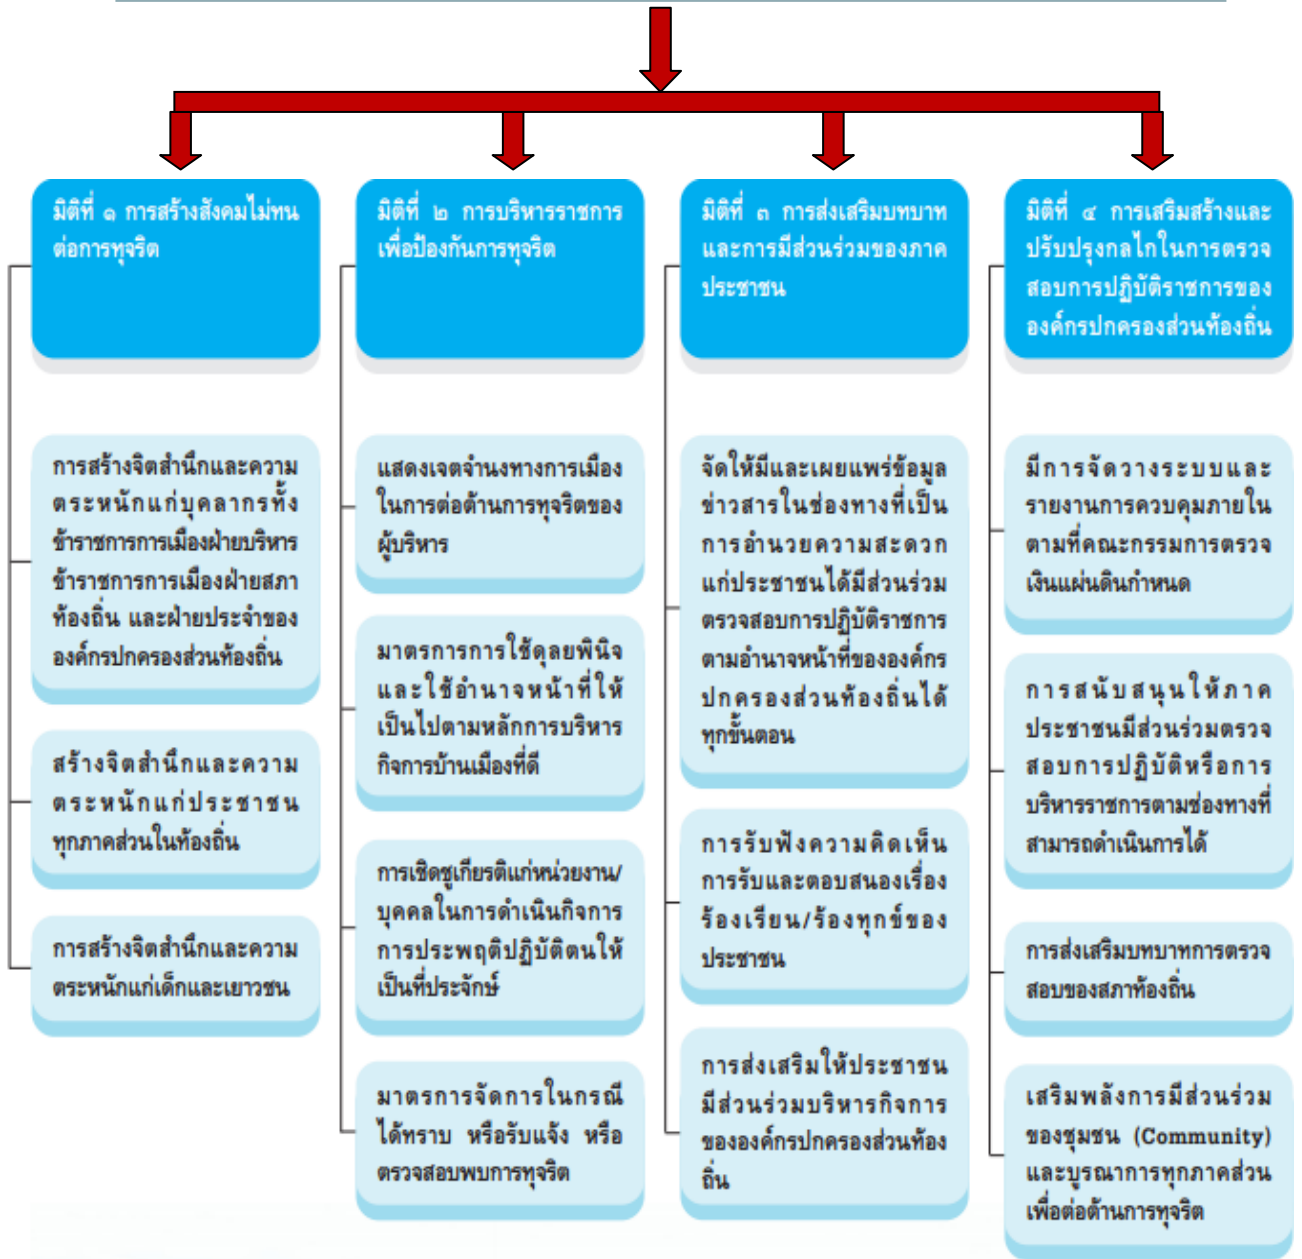 มิติที่ ๑ การสร้างสังคมไม่ทน
ต่อการทุจริต
การสร้างจิตสำนึกและความ
ตระหนักแก่บุคลากรทั้ง
ข้าราชการการเมืองฝ่ายบริหาร
ข้าราชการการเมืองฝ่ายสภา
ท้องถิ่น และฝ่ายประจำของ
องค์กรปกครองส่วนท้องถิ่น
สร้างจิตสำนึกและความ
ตระหนักแก่ประชาชน
ทุกภาคส่วนในท้องถิ่น
การสร้างจิตสำนึกและความ
ตระหนักแก่เด็กและเยาวชน
มิติที่ ๒ การบริหารราชการ
เพื่อป้องกันการทุจริต
แสดงเจตจำนงทางการเมือง
ในการต่อต้านการทุจริตของ
ผู้บริหาร
มาตรการการใช้ดุลยพินิจ
และใช้อำนาจหน้าที่ให้
เป็นไปตามหลักการบริหาร
กิจการบ้านเมืองที่ดี
การเชิดชูเกียรติแก่หน่วยงาน/
บุคคลในการดำเนินกิจการ
การประพฤติปฏิบัติตนให้
เป็นที่ประจักษ์
มาตรการจัดการในกรณี
ได้ทราบ หรือรับแจ้ง หรือ
ตรวจสอบพบการทุจริต
มิติที่ ๓ การส่งเสริมบทบาท
และการมีส่วนร่วมของภาค
ประชาชน
จัดให้มีและเผยแพร่ข้อมูล
ข่าวสารในช่องทางที่เป็น
การอำนวยความสะดวก
แก่ประชาชนได้มีส่วนร่วม
ตรวจสอบการปฏิบัติราชการ
ตามอำนาจหน้าที่ขององค์กร
ปกครองส่วนท้องถิ่นได้
ทุกขั้นตอน
การรับฟังความคิดเห็น
การรับและตอบสนองเรื่อง
ร้องเรียน/ร้องทุกข์ของ
ประชาชน
การส่งเสริมให้ประชาชน
มีส่วนร่วมบริหารกิจการ
ขององค์กรปกครองส่วนท้อง
ถิ่น
มิติที่ ๔ การเสริมสร้างและ
ปรับปรุงกลไกในการตรวจ
สอบการปฏิบัติราชการของ
องค์กรปกครองส่วนท้องถิ่น
มีการจัดวางระบบและ
รายงานการควบคุมภายใน
ตามที่คณะกรรมการตรวจ
เงินแผ่นดินกำหนด
การสนับสนุนให้ภาค
ประชาชนมีส่วนร่วมตรวจ
สอบการปฏิบัติหรือการ
บริหารราชการตามช่องทางที่
สามารถดำเนินการได้
การส่งเสริมบทบาทการตรวจ
สอบของสภาท้องถิ่น
เสริมพลังการมีส่วนร่วม
ของชุมชน (Community)
และบูรณาการทุกภาคส่วน
เพื่อต่อต้านการทุจริต